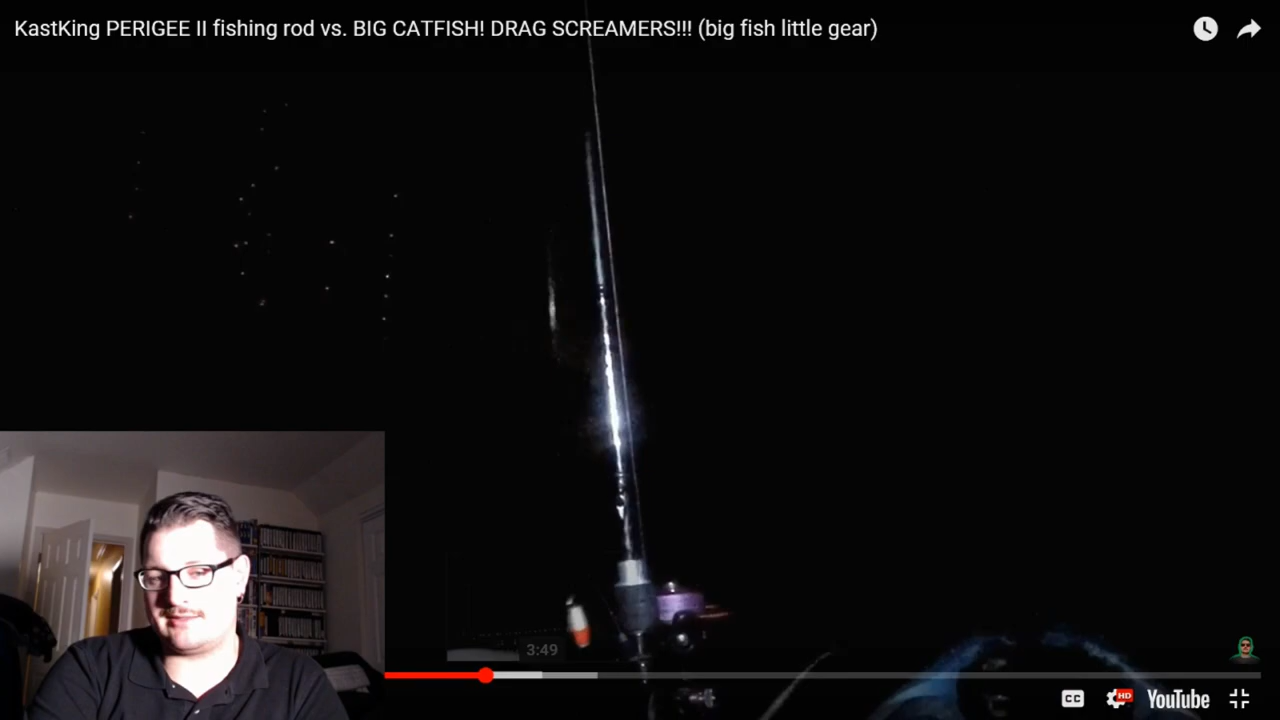 KastKing PERIGEE II fishing rod vs. BIG CATFISH! DRAG SCREAMERS!!! (big fish little gear)
3:49
CC
HD
YouTube